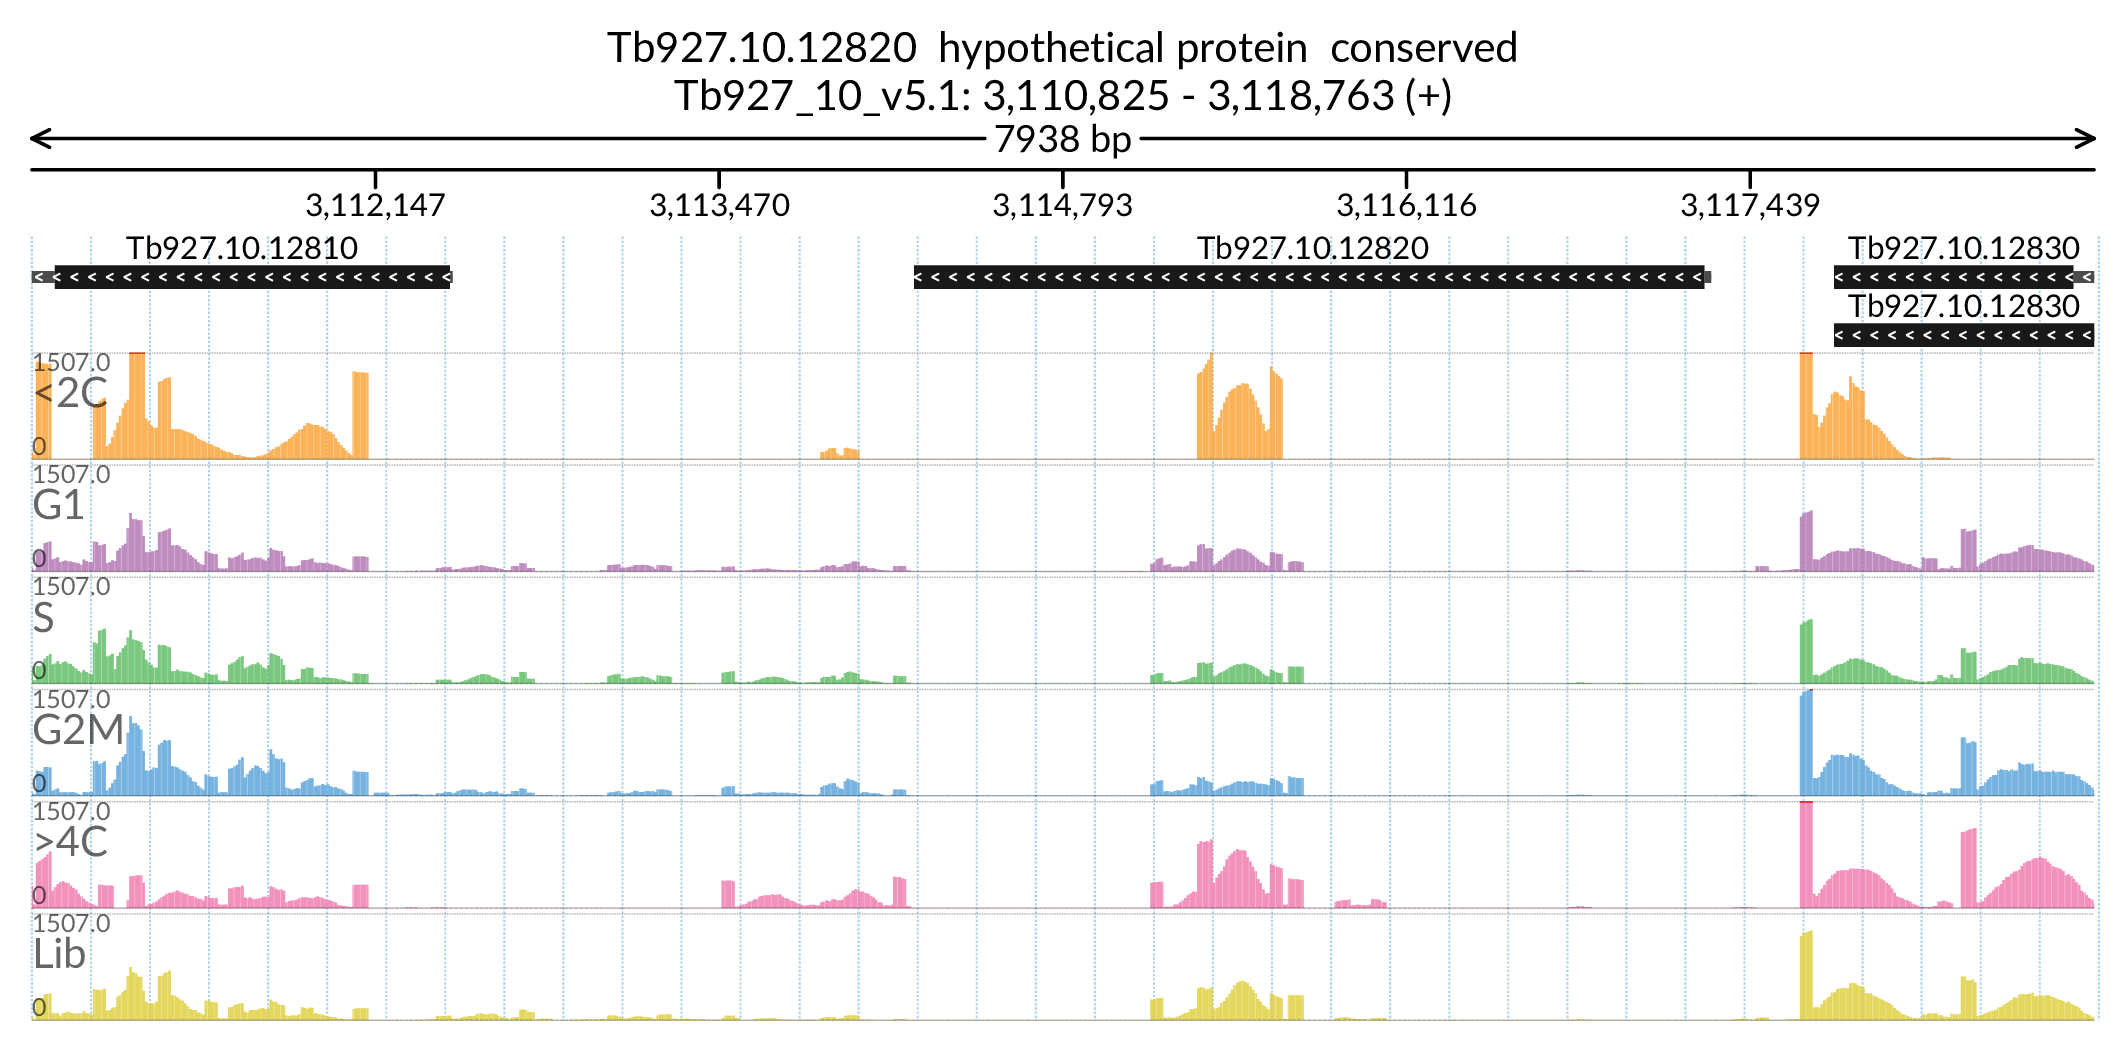 Tb927.10.12820 hypothetical protein conserved
Tb927_10_v5.1: 3,110,825 - 3,118,763 (+)
7938 bp
3,112,147 3,113,470 3,114,793 3,116,116 3,117,439
Tb927.10.12810 Tb927.10.12820 Tb927.10.12830
Tb927.10.12830
1507.0
<2C
0
1507.0
G1
0
1507.0
S
0
1507.0
G2M
0
1507.0
>4C
0
1507.0
Lib
0